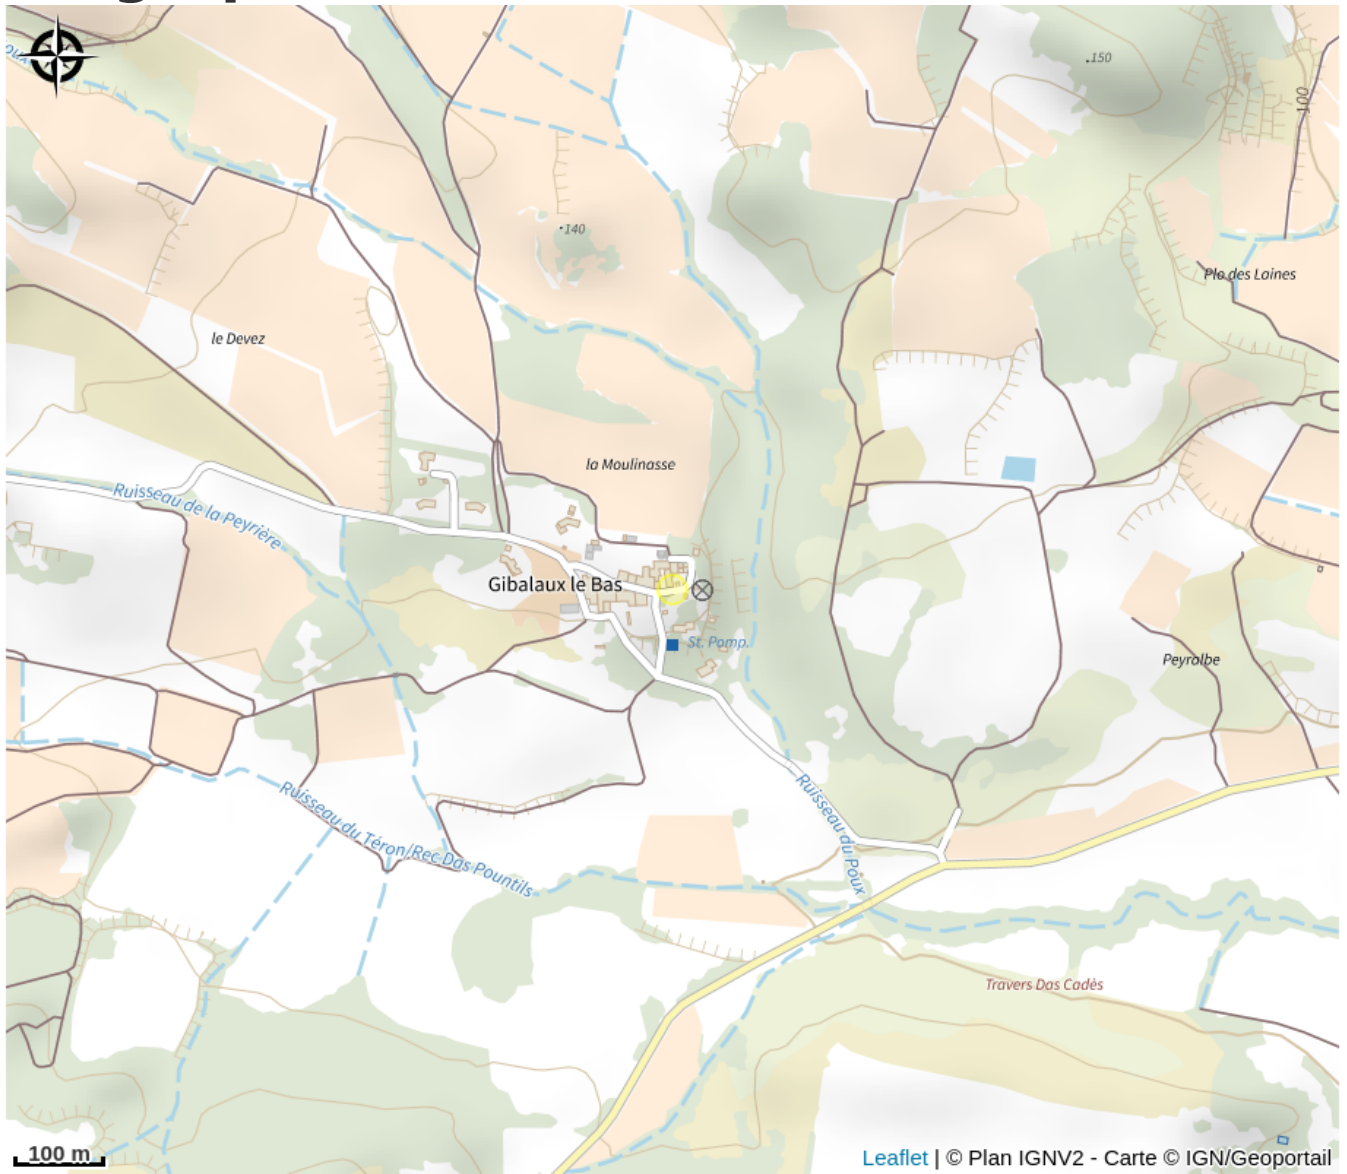 150
100
140
Plo des Laines
le Devez
la Moulinasse
Ruisseau de la Peyrière
Gibalaux le Bas
St. Pomp.
Peyralbe
Ruisseau du Téron/Rec Das Pountils
Ruisseau du Poux
Travers Das Cadès
100 m
Leaflet | © Plan IGNV2 - Carte © IGN/Geoportail